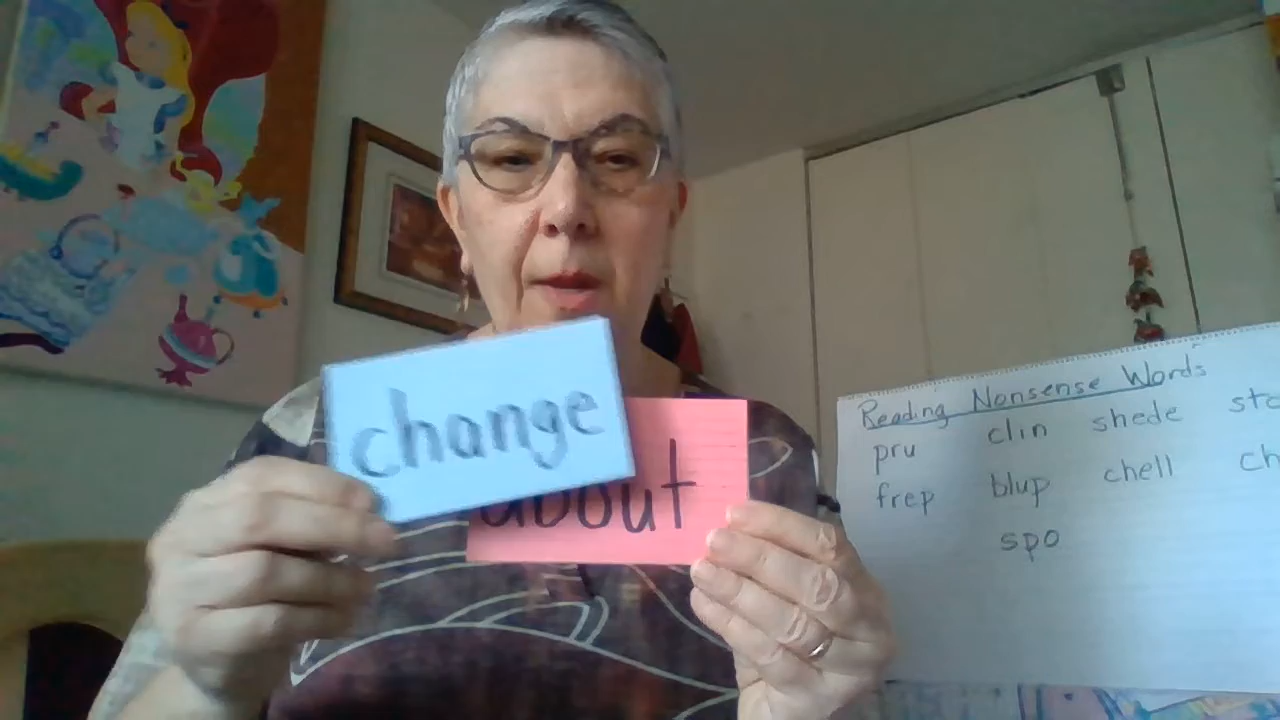 change
about
Reading Nonsense Words
pru clin shede
frep blup chell
spo